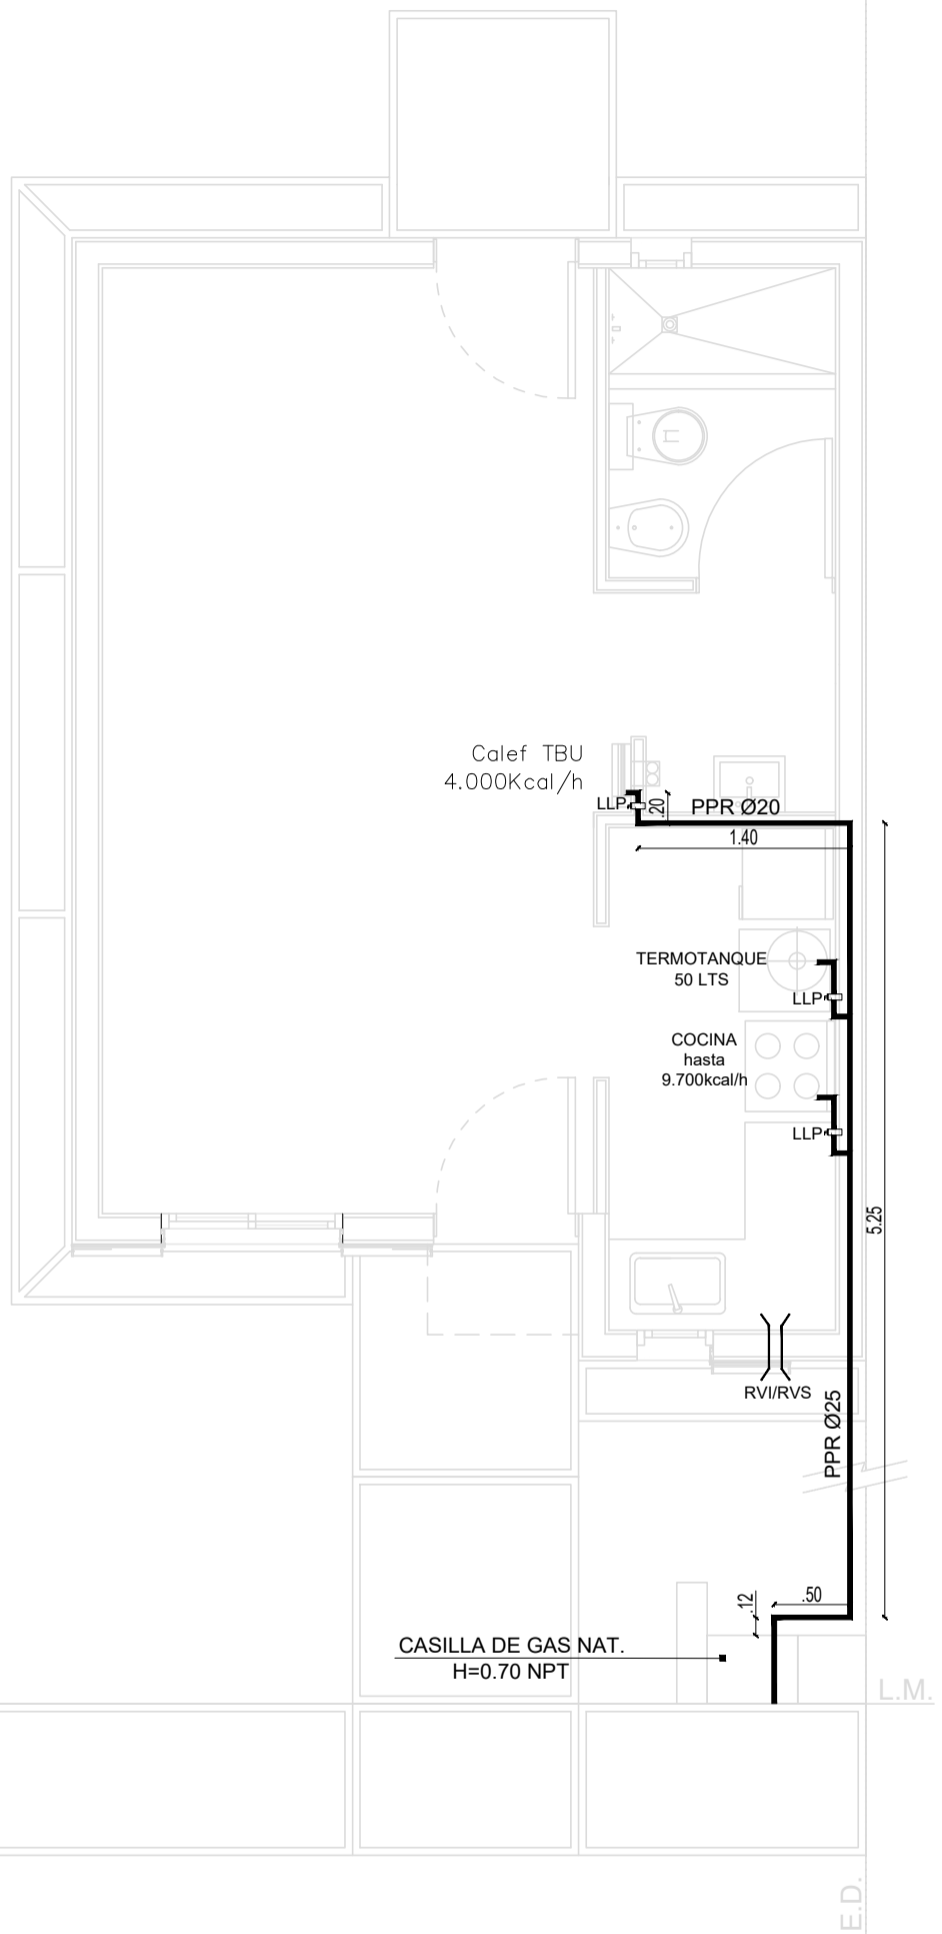 Calef TBU
4.000Kcal/h
LLP
.20
PPR Ø20
1.40
TERMOTANQUE
50 LTS
LLP
COCINA
hasta
9.700kcal/h
LLP
5.25
RVI/RVS
PPR Ø25
.12
.50
CASILLA DE GAS NAT.
H=0.70 NPT
L.M.
E.D.